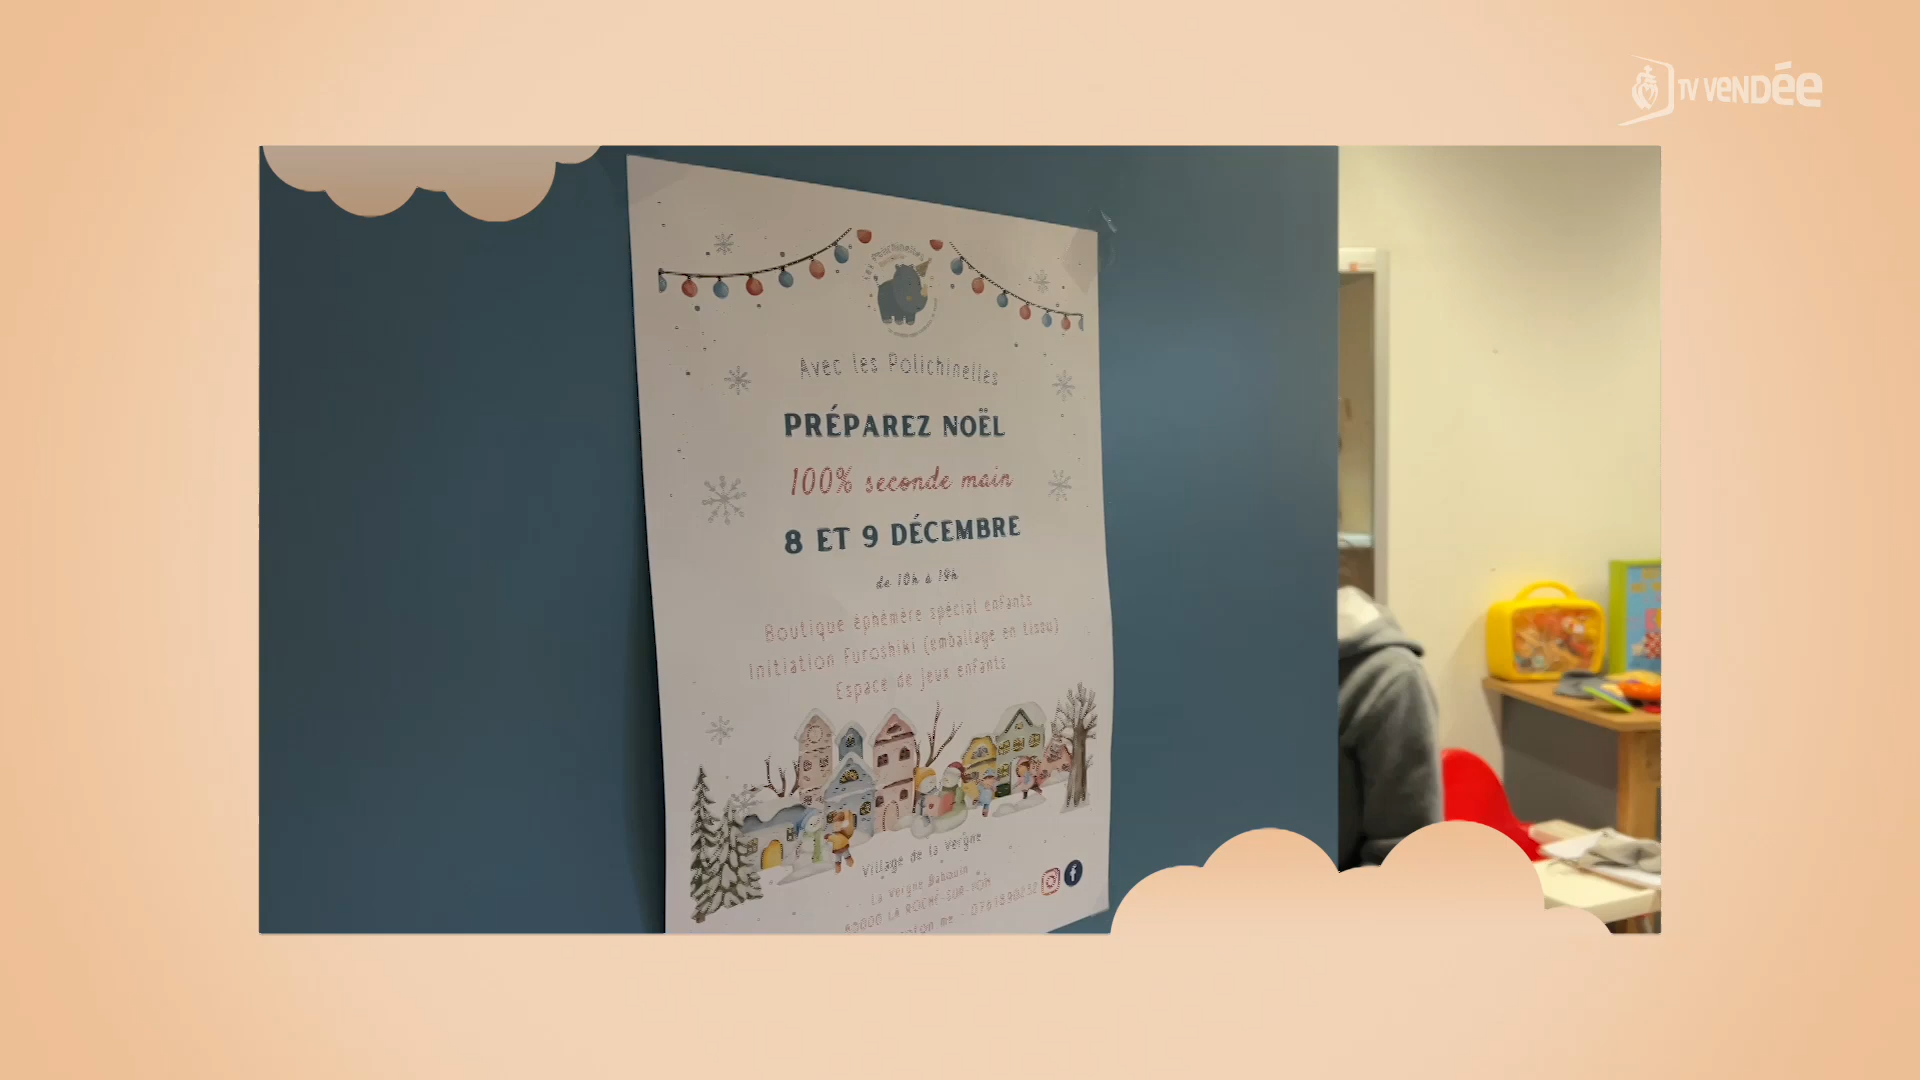 TV VENDÉE
Les Polichinelles
Avec les Polichinelles
PRÉPAREZ NOËL
100% seconde main
8 ET 9 DÉCEMBRE
de 10h à 19h
Boutique éphémère spécial enfants
Initiation Furoshiki (emballage en tissu)
Espace de jeux enfants
Village de la Vergne
La Vergne Babouin
85000 LA ROCHE-SUR-YON